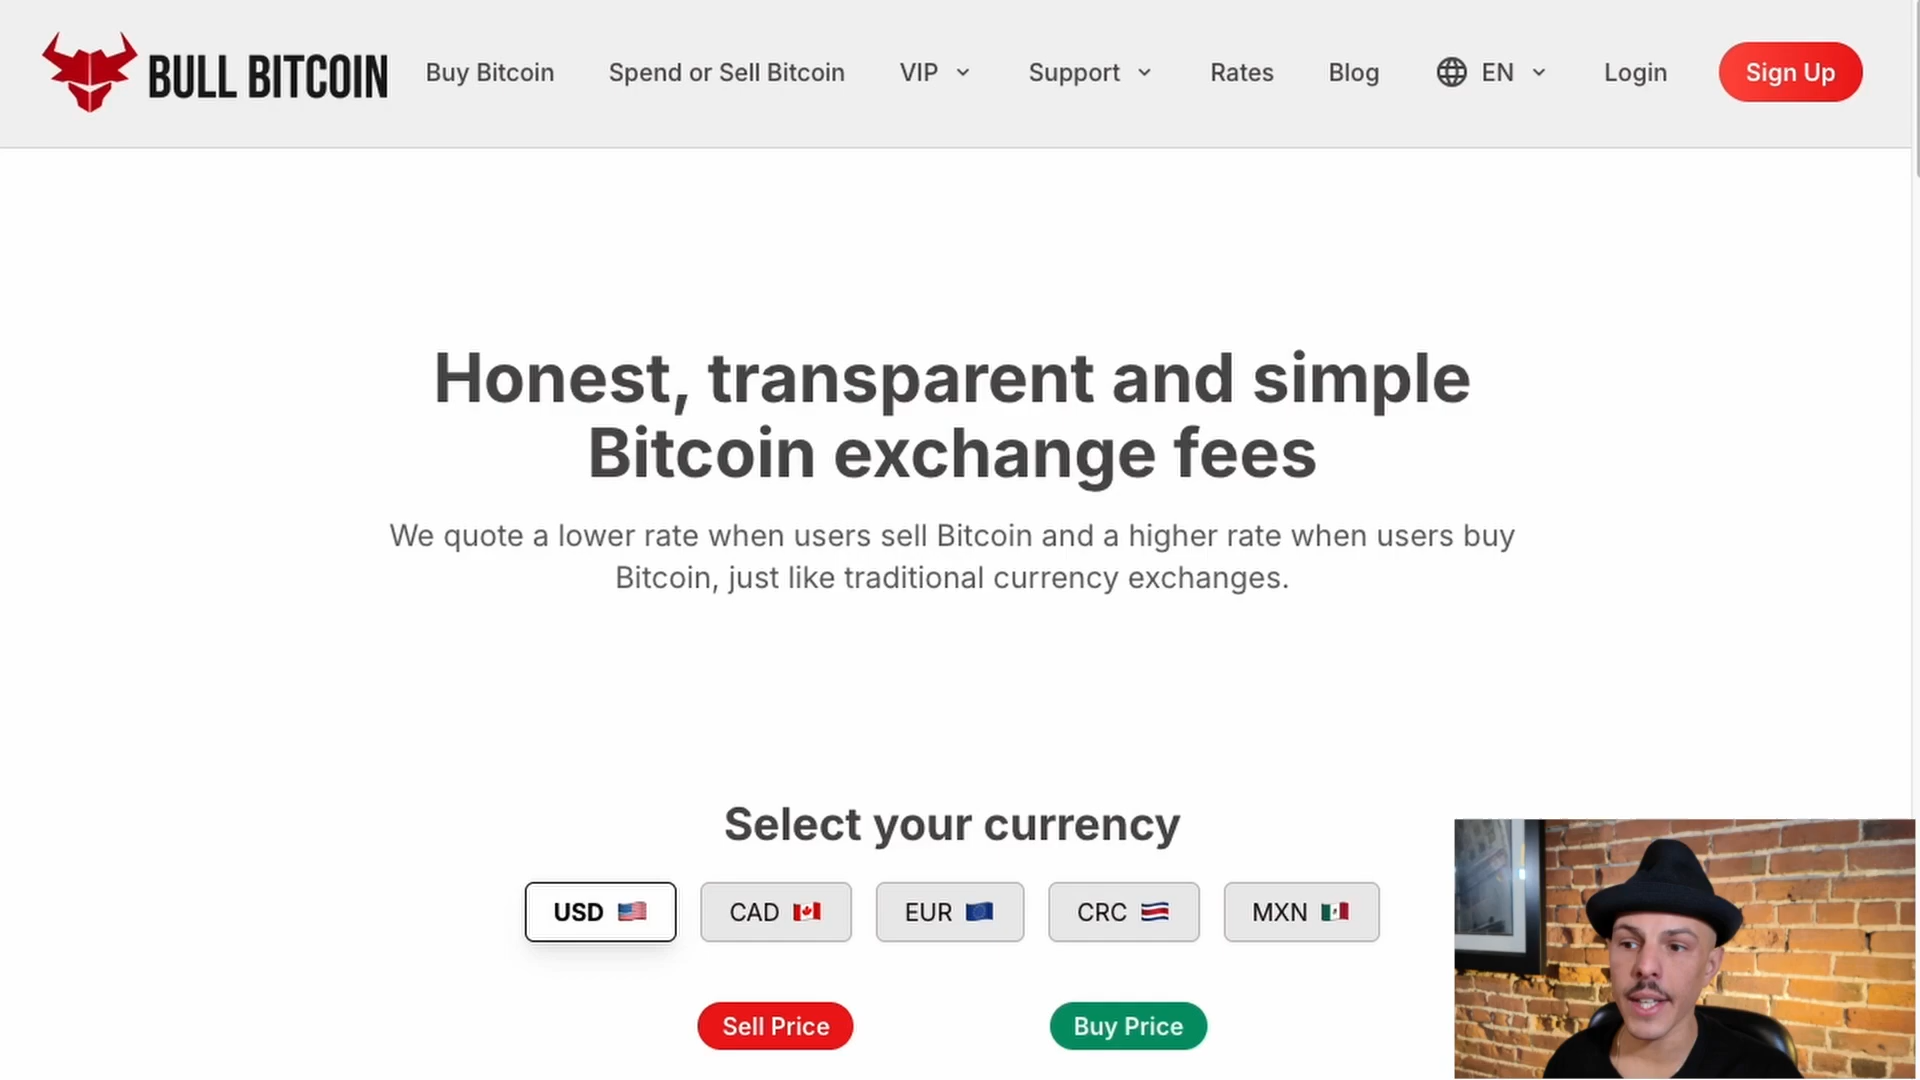 BULL BITCOIN
Buy Bitcoin
Spend or Sell Bitcoin
VIP
Support
Rates
Blog
EN
Login
Sign Up
Honest, transparent and simple
Bitcoin exchange fees
We quote a lower rate when users sell Bitcoin and a higher rate when users buy
Bitcoin, just like traditional currency exchanges.
Select your currency
USD
CAD
EUR
CRC
MXN
Sell Price
Buy Price